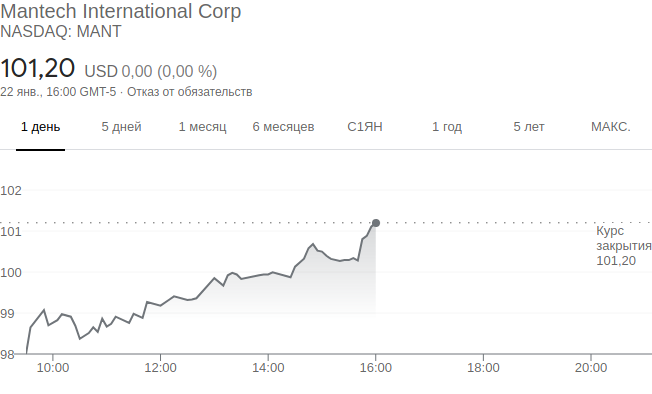 Mantech International Corp
NASDAQ: MANT
101,20 USD 0,00 (0,00 %)
22 янв., 16:00 GMT-5 · Отказ от обязательств
1 день 5 дней 1 месяц 6 месяцев С1ЯН 1 год 5 лет МАКС.
102
101
100
99
98
Курс
закрытия
101,20
10:00 12:00 14:00 16:00 18:00 20:00